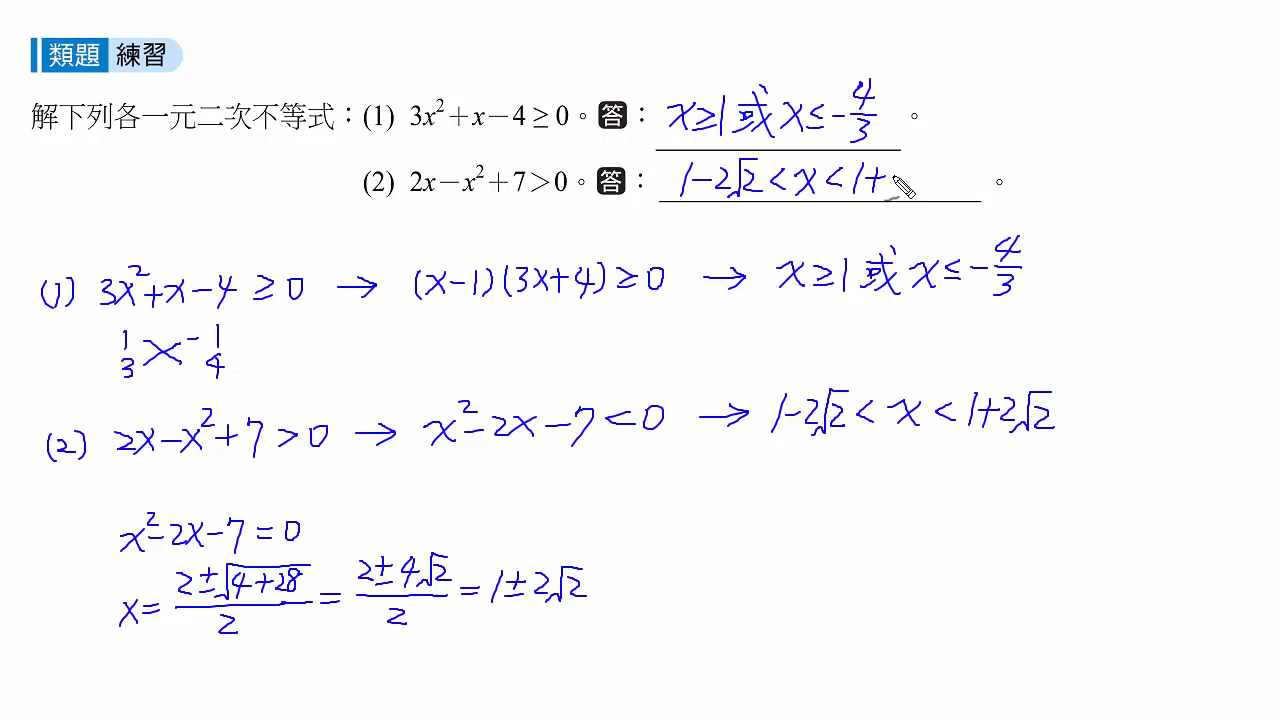 類題 練習
解下列各一元二次不等式：(1) 3x²+x−4≥0。答：x≥1或x≤−4/3。
(2) 2x−x²+7>0。答：1−2√2<x<1+。
(1) 3x²+x−4≥0 → (x−1)(3x+4)≥0 → x≥1或x≤−4/3
1 −1
3 4
(2) 2x−x²+7>0 → x²−2x−7<0 → 1−2√2<x<1+2√2
x²−2x−7=0
x=(2±√(4+28))/2=(2±4√2)/2=1±2√2